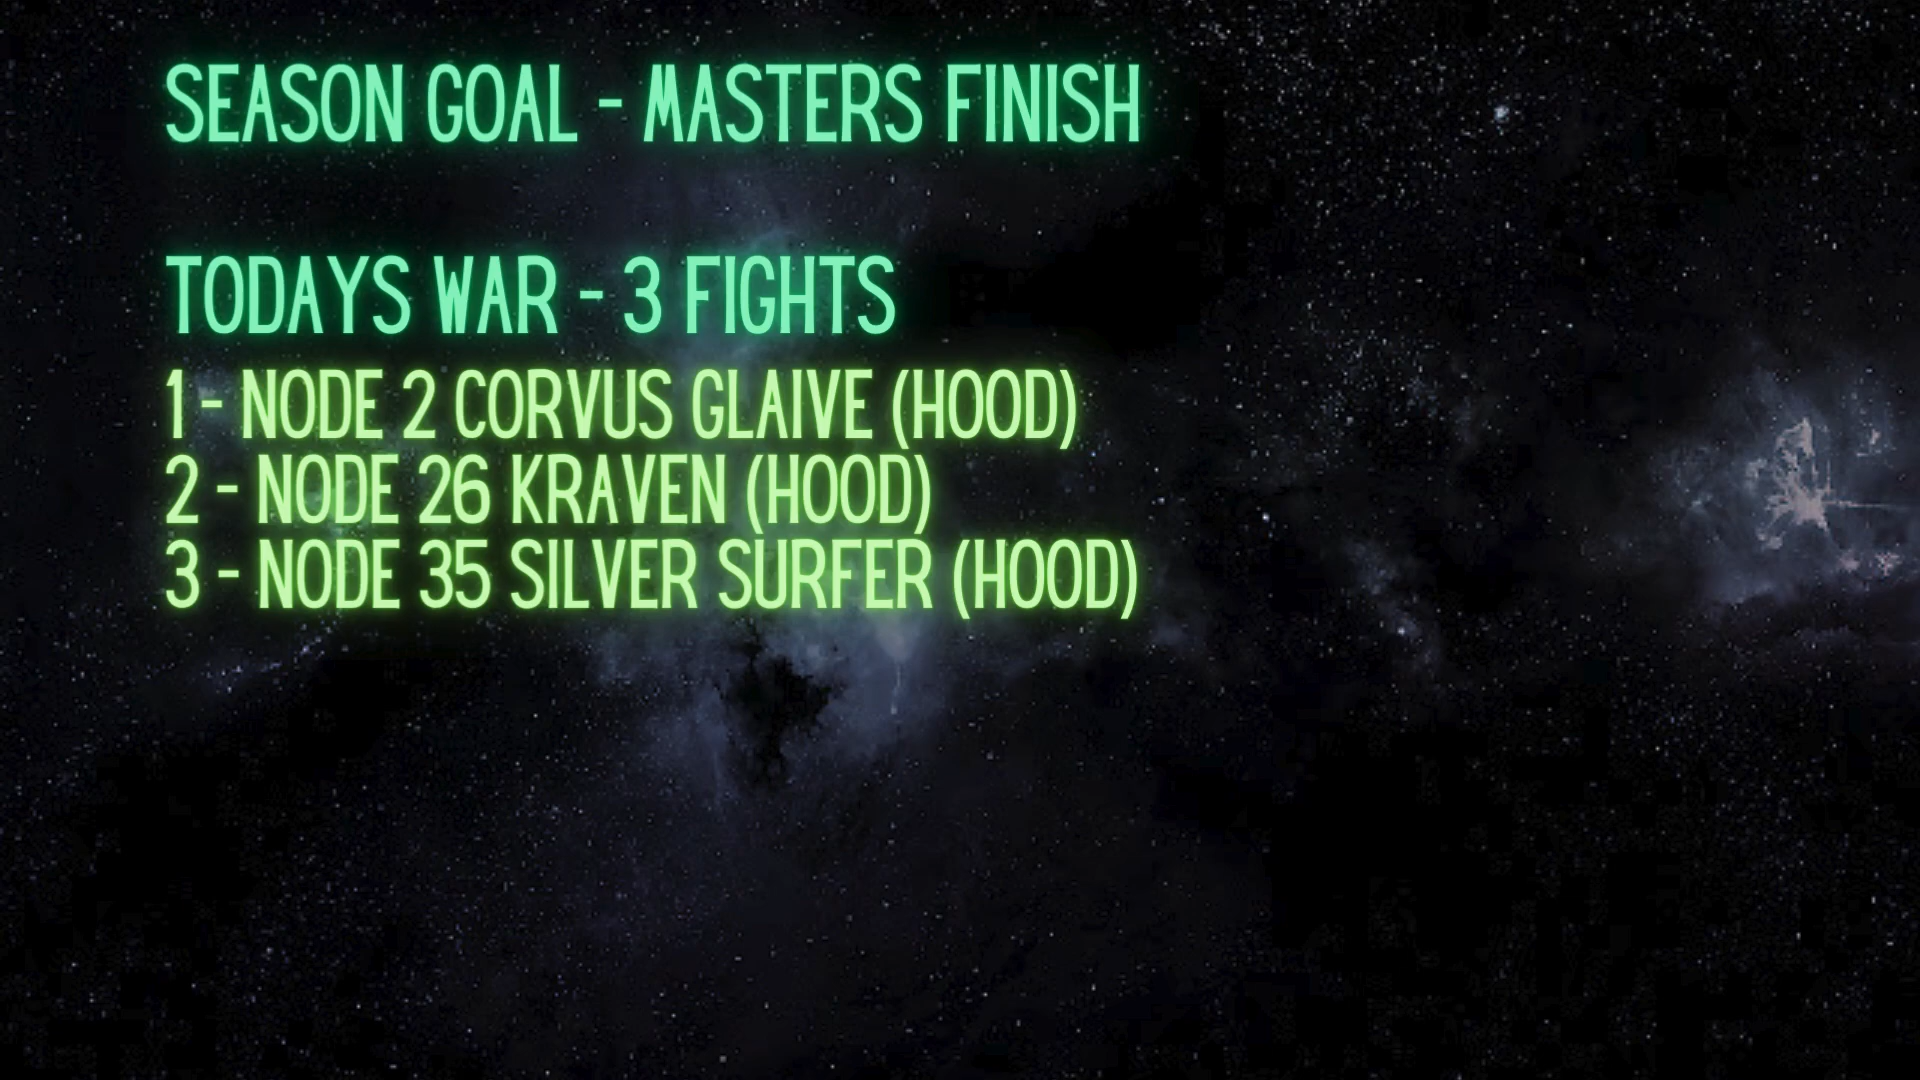 SEASON GOAL - MASTERS FINISH
TODAYS WAR - 3 FIGHTS
1 - NODE 2 CORVUS GLAIVE (HOOD)
2 - NODE 26 KRAVEN (HOOD)
3 - NODE 35 SILVER SURFER (HOOD)